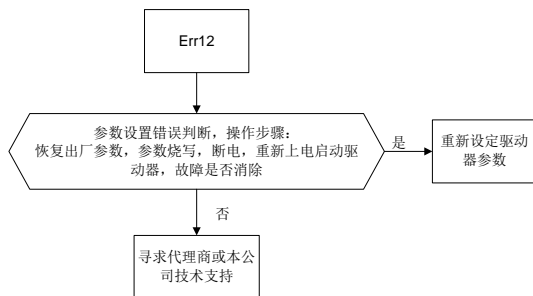 Err12
参数设置错误判断，操作步骤：
恢复出厂参数，参数烧写，断电，重新上电启动驱
动器，故障是否消除
是
重新设定驱动
器参数
否
寻求代理商或本公
司技术支持